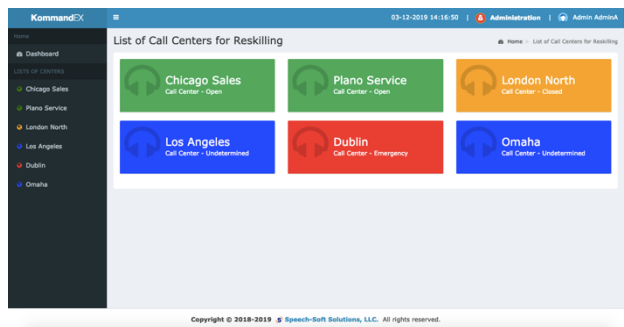 KommandEX
03-12-2019 14:16:50 | Administration | Admin AdminA
Home
Dashboard
LISTS OF CENTERS
Chicago Sales
Plano Service
London North
Los Angeles
Dublin
Omaha
List of Call Centers for Reskilling
Home > List of Call Centers for Reskilling
Chicago Sales
Call Center - Open
Plano Service
Call Center - Open
London North
Call Center - Closed
Los Angeles
Call Center - Undetermined
Dublin
Call Center - Emergency
Omaha
Call Center - Undetermined
Copyright © 2018-2019 Speech-Soft Solutions, LLC. All rights reserved.